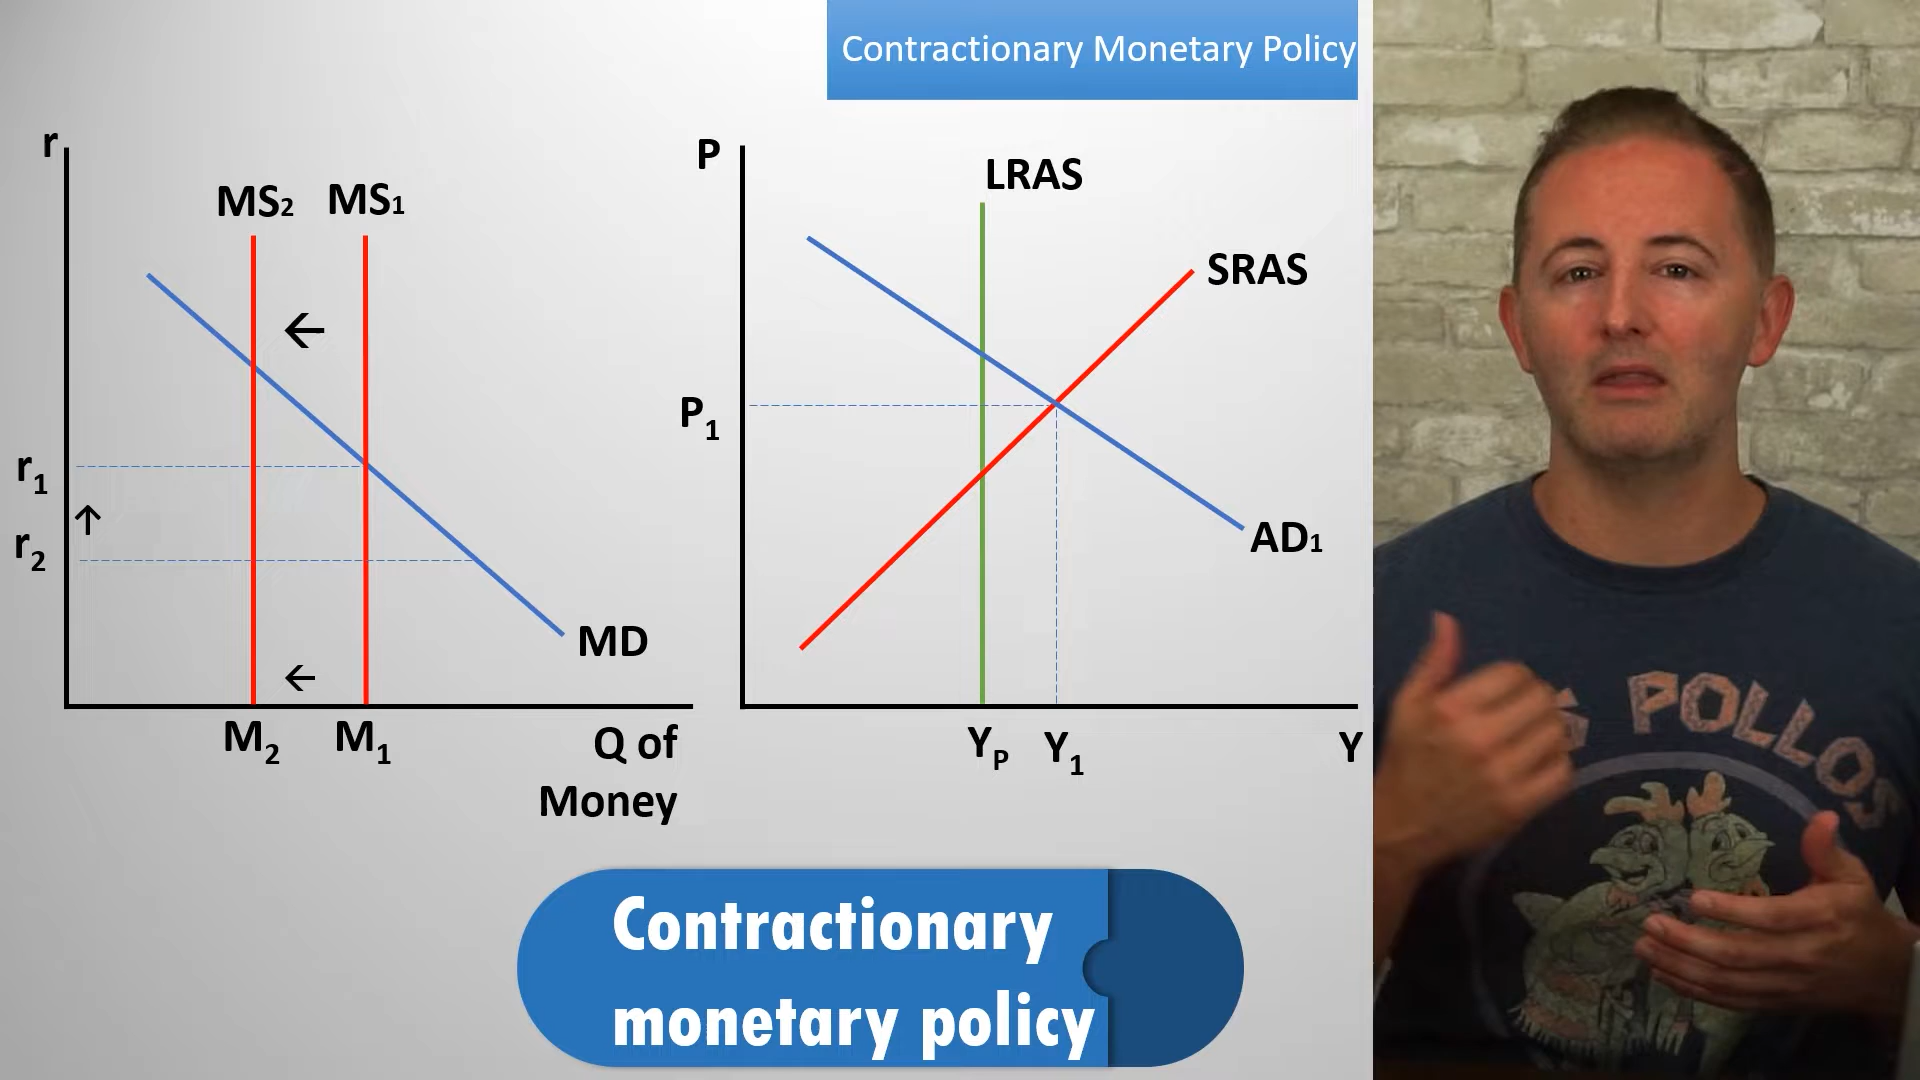 Contractionary Monetary Policy
r
MS2 MS1
r1
r2
MD
M2 M1
Q of
Money
P
LRAS
SRAS
P1
AD1
YP Y1
Y
Contractionary
monetary policy
POLLOS